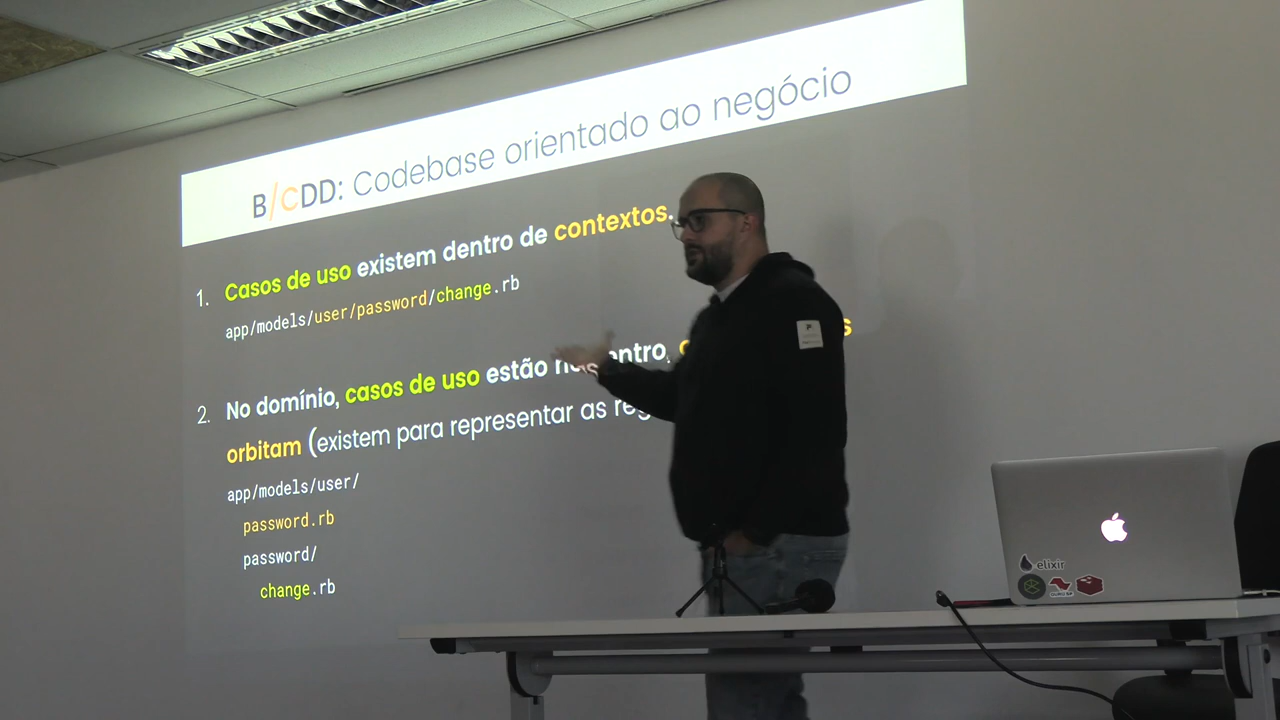 B/CDD: Codebase orientado ao negócio
1. Casos de uso existem dentro de contextos.
app/models/user/password/change.rb
2. No domínio, casos de uso estão
orbitam (existem para representar as
app/models/user/
password.rb
password/
change.rb
elixir